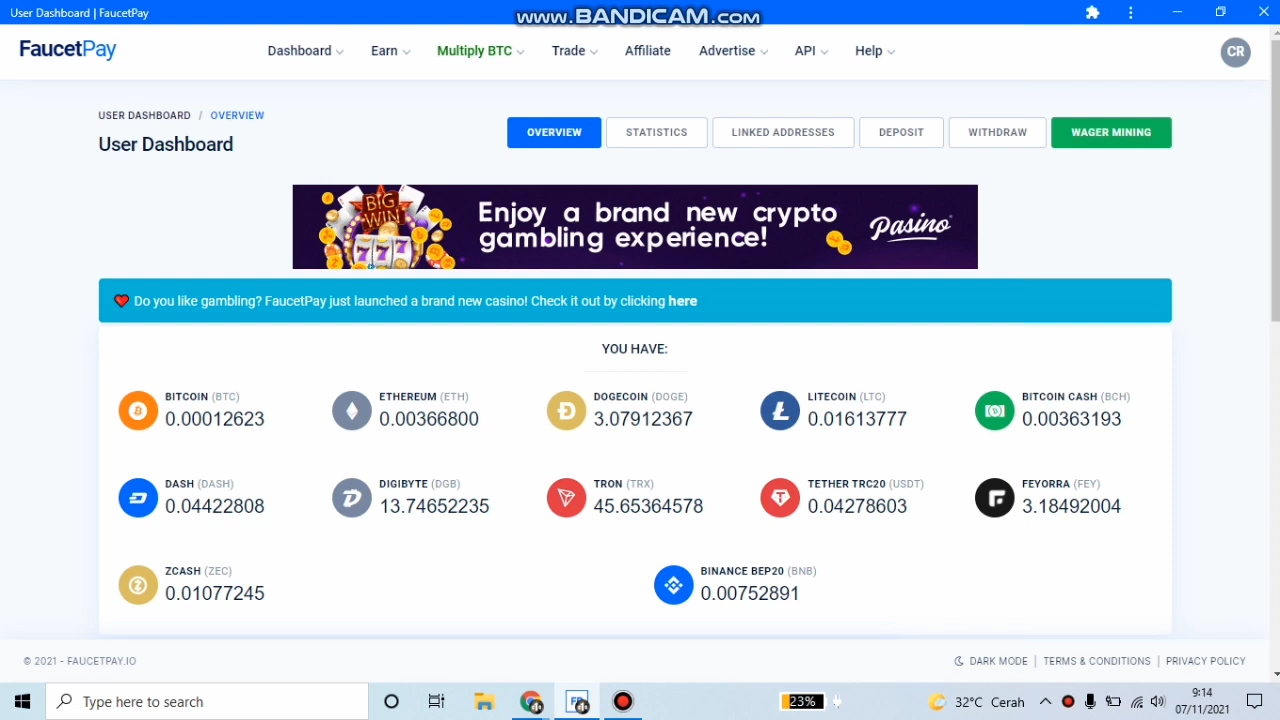 User Dashboard | FaucetPay
www.BANDICAM.com
FaucetPay
Dashboard Earn Multiply BTC Trade Affiliate Advertise API Help CR
USER DASHBOARD / OVERVIEW
User Dashboard
OVERVIEW STATISTICS LINKED ADDRESSES DEPOSIT WITHDRAW WAGER MINING
BIG WIN
777
Enjoy a brand new crypto
gambling experience!
Pasino
Do you like gambling? FaucetPay just launched a brand new casino! Check it out by clicking here
YOU HAVE:
BITCOIN (BTC) ETHEREUM (ETH) DOGECOIN (DOGE) LITECOIN (LTC) BITCOIN CASH (BCH)
0.00012623 0.00366800 3.07912367 0.01613777 0.00363193
DASH (DASH) DIGIBYTE (DGB) TRON (TRX) TETHER TRC20 (USDT) FEYORRA (FEY)
0.04422808 13.74652235 45.65364578 0.04278603 3.18492004
ZCASH (ZEC) BINANCE BEP20 (BNB)
0.01077245 0.00752891
© 2021 - FAUCETPAY.IO DARK MODE | TERMS & CONDITIONS | PRIVACY POLICY
Type here to search 23% 32°C Cerah 9:14
07/11/2021